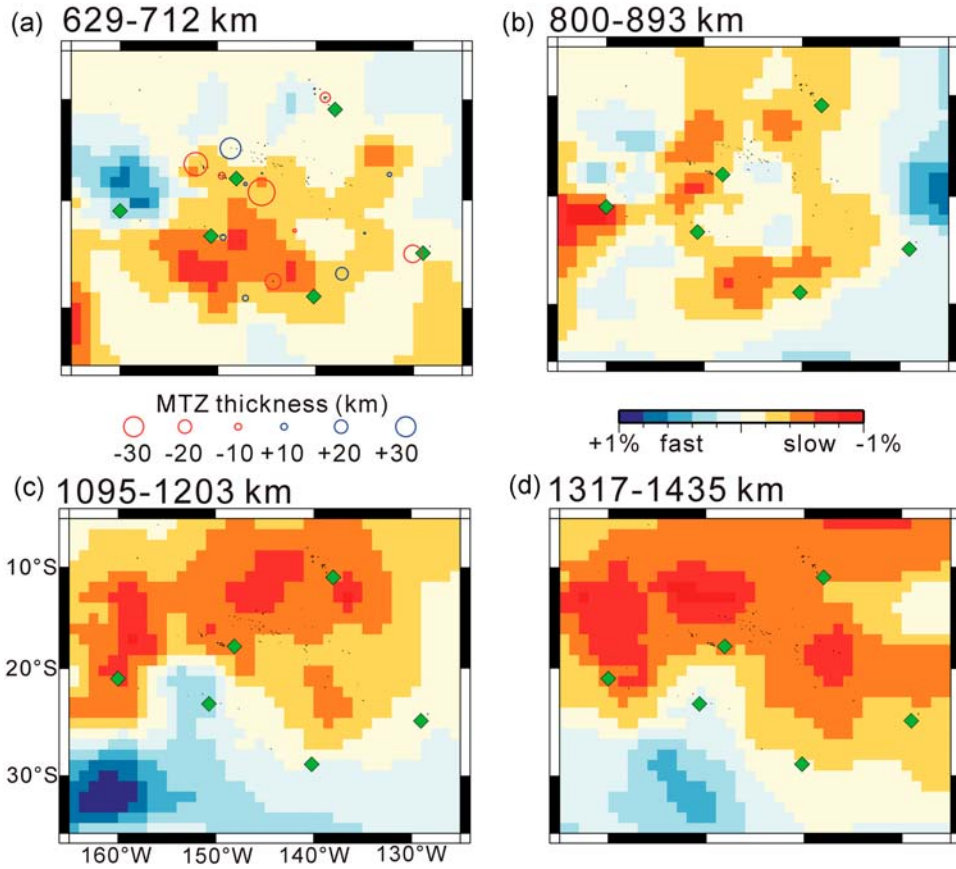 (a) 629-712 km
(b) 800-893 km
MTZ thickness (km)
-30 -20 -10 +10 +20 +30
+1% fast slow -1%
(c) 1095-1203 km
(d) 1317-1435 km
10°S
20°S
30°S
160°W 150°W 140°W 130°W